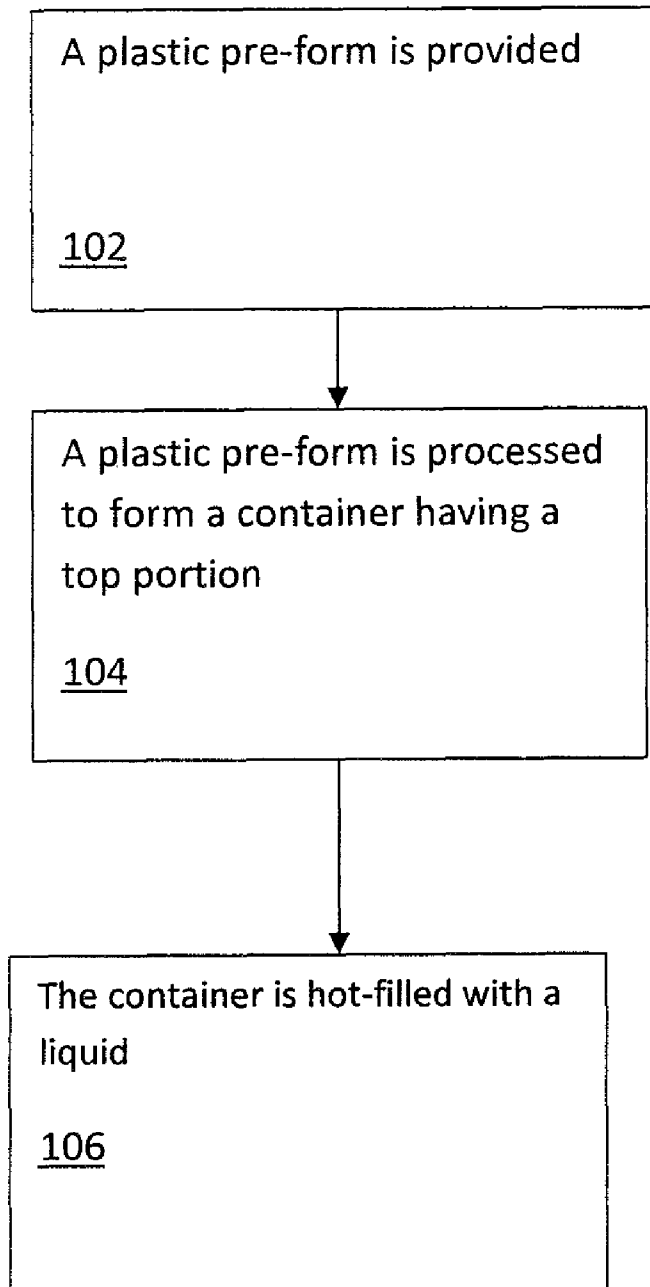 A plastic pre-form is provided
102
A plastic pre-form is processed
to form a container having a
top portion
104
The container is hot-filled with a
liquid
106